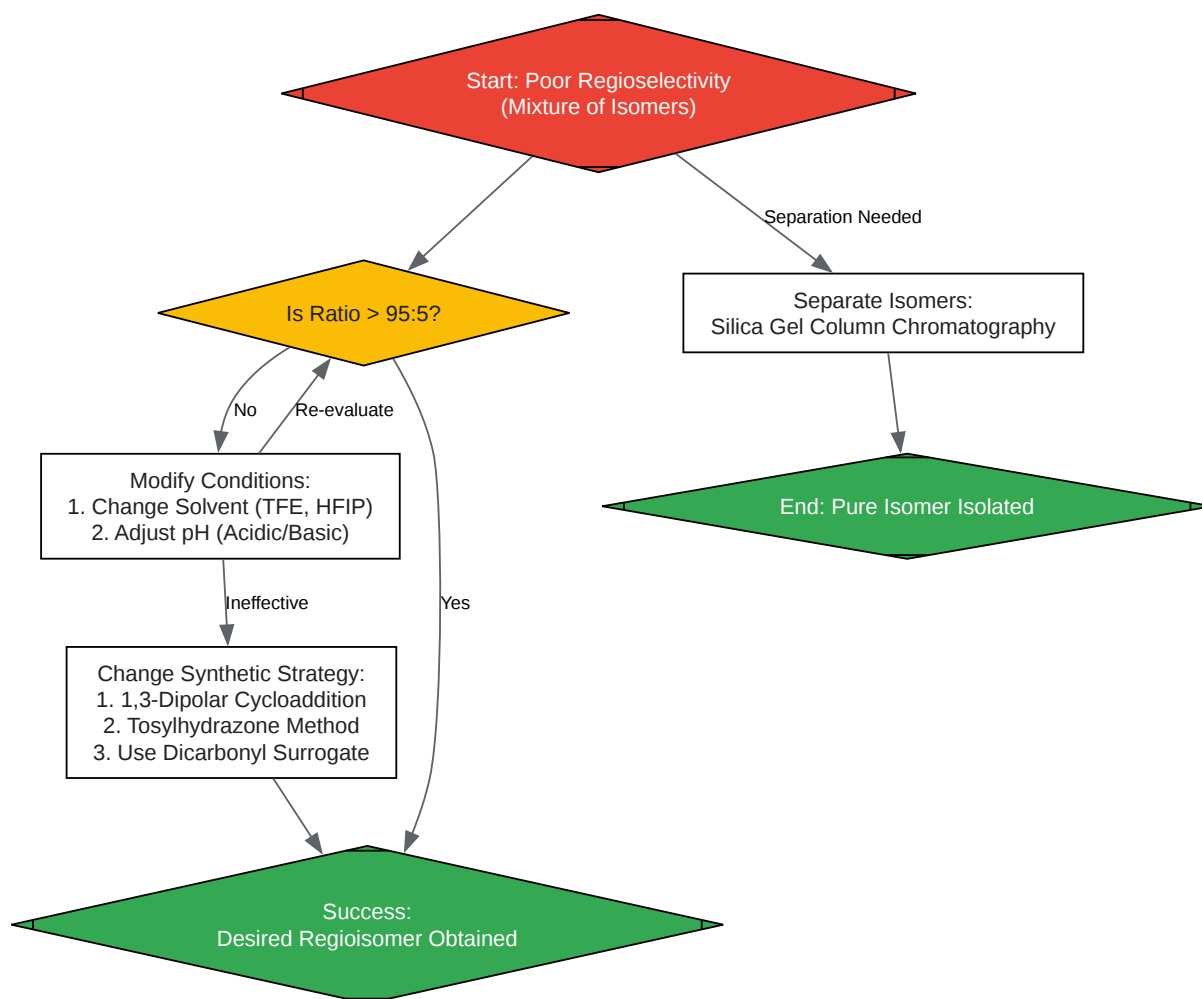 Start: Poor Regioselectivity
(Mixture of Isomers)
Separation Needed
Is Ratio > 95:5?
Separate Isomers:
Silica Gel Column Chromatography
No
Re-evaluate
Modify Conditions:
1. Change Solvent (TFE, HFIP)
2. Adjust pH (Acidic/Basic)
End: Pure Isomer Isolated
Ineffective
Yes
Change Synthetic Strategy:
1. 1,3-Dipolar Cycloaddition
2. Tosylhydrazone Method
3. Use Dicarbonyl Surrogate
Success:
Desired Regioisomer Obtained